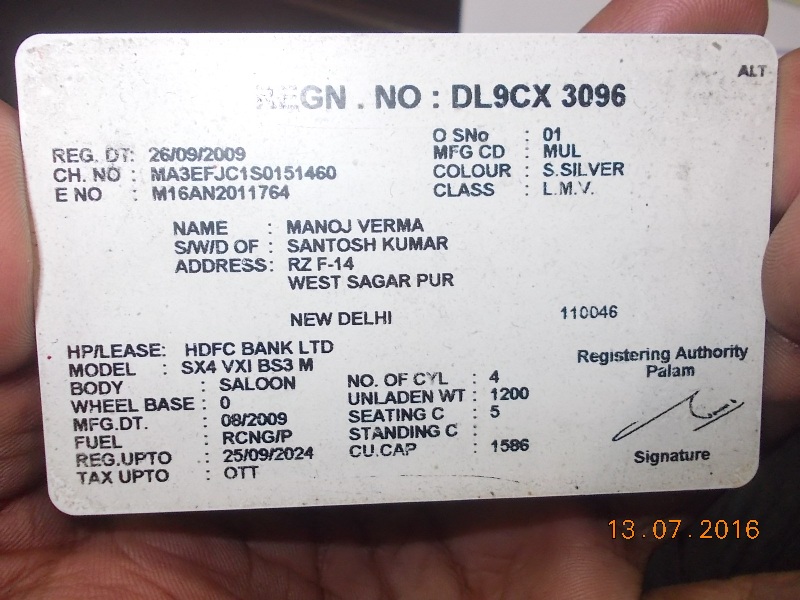 ALT
REGN . NO : DL9CX 3096
O SNo : 01
REG. DT: 26/09/2009 MFG CD : MUL
CH. NO : MA3EFJC1S0151460 COLOUR : S.SILVER
E NO : M16AN2011764 CLASS : L.M.V.
NAME : MANOJ VERMA
S/W/D OF : SANTOSH KUMAR
ADDRESS: RZ F-14
WEST SAGAR PUR
NEW DELHI 110046
HP/LEASE: HDFC BANK LTD
MODEL : SX4 VXI BS3 M
BODY : SALOON
WHEEL BASE : 0
MFG.DT. : 08/2009
FUEL : RCNG/P
REG.UPTO : 25/09/2024
TAX UPTO : OTT
NO. OF CYL : 4
UNLADEN WT : 1200
SEATING C : 5
STANDING C :
CU.CAP : 1586
Registering Authority
Palam
Signature
13.07.2016